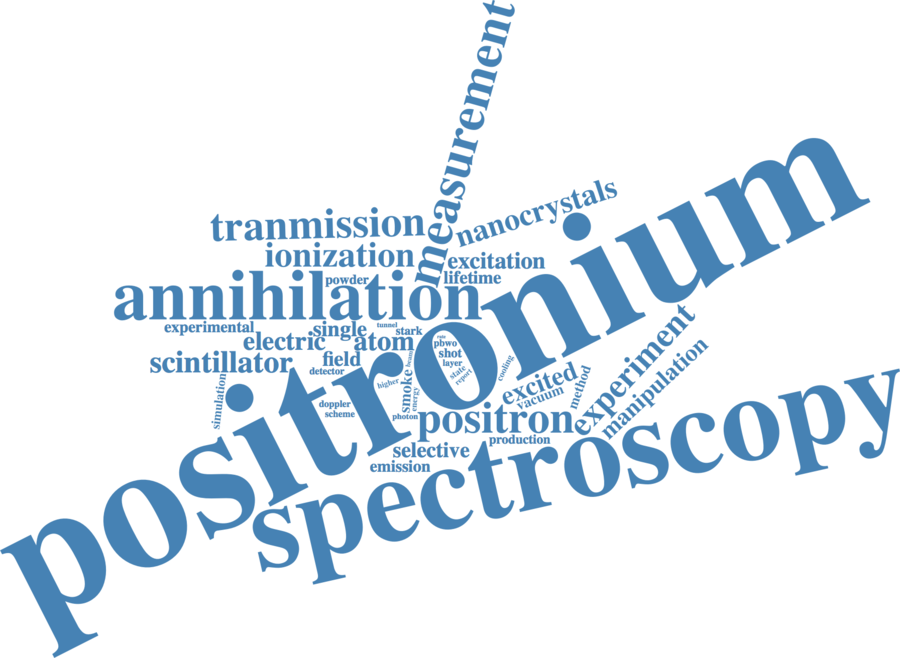 measurement
nanocrystals
tranmission
ionization
excitation
powder
lifetime
annihilation
positronium
experimental
single
tunnel
stark
electric
atom
pbwo
shot
layer
state
report
scintillator
field
detector
beam
higher
smoke
energy
cooling
excited
vacuum
method
experiment
manipulation
simulation
doppler
scheme
photon
positron
production
selective
emission
spectroscopy